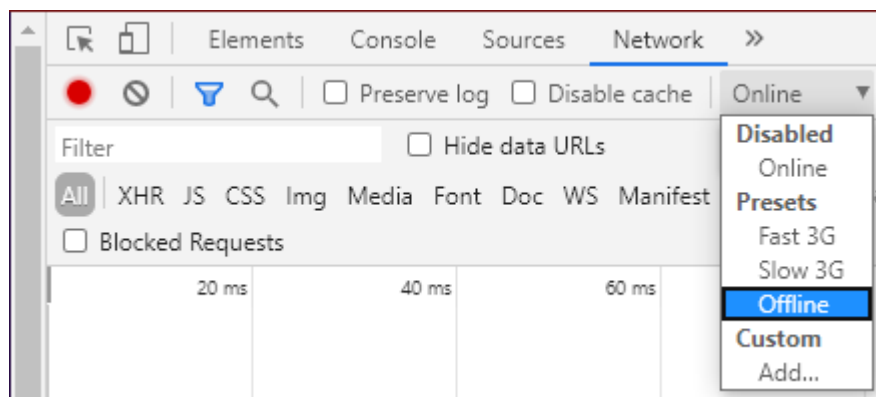 Elements Console Sources Network »
Preserve log Disable cache Online ▼
Filter Hide data URLs
All XHR JS CSS Img Media Font Doc WS Manifest
Blocked Requests
20 ms 40 ms 60 ms
Disabled
Online
Presets
Fast 3G
Slow 3G
Offline
Custom
Add...